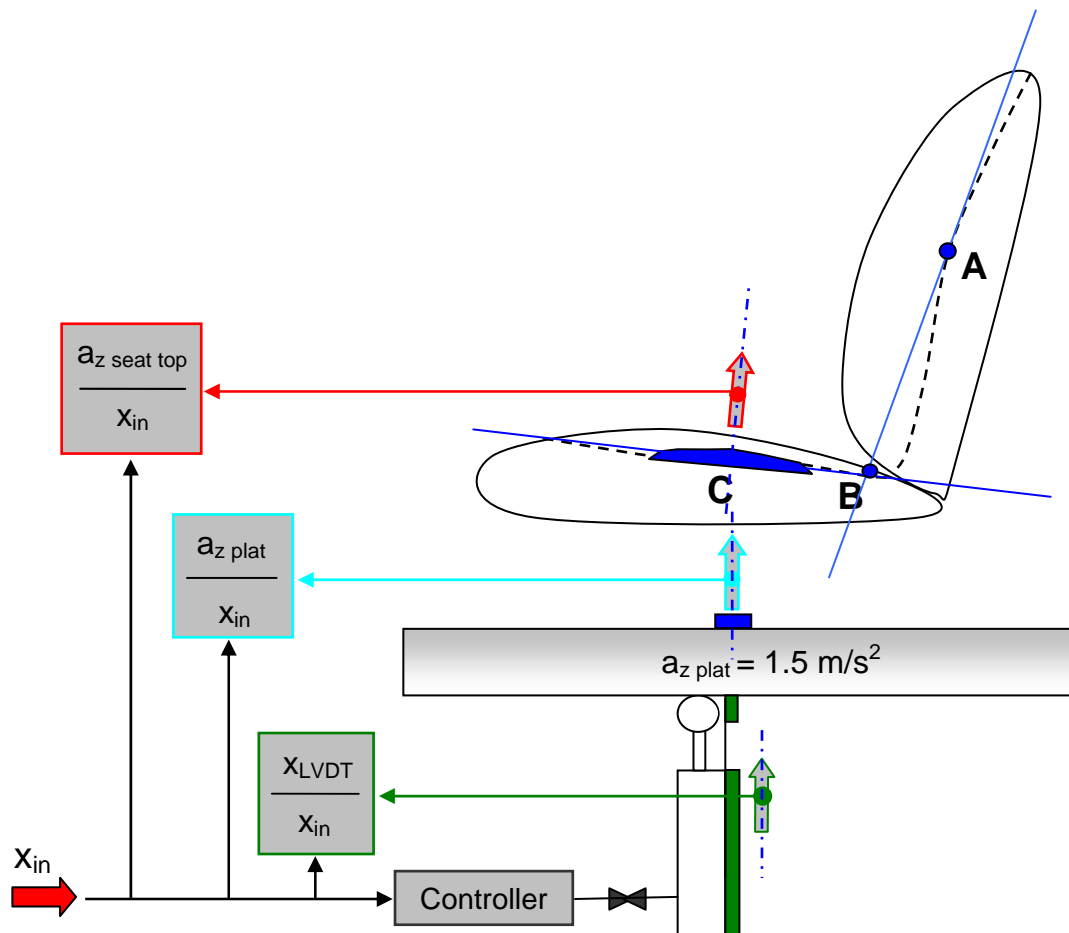 A
a_z seat top
x_in
C
B
a_z plat
x_in
a_z plat = 1.5 m/s²
x_LVDT
x_in
x_in
Controller